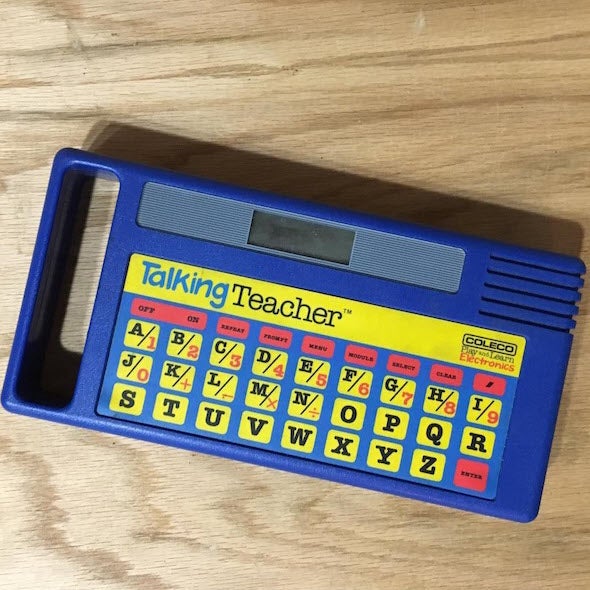 Talking Teacher™
COLECO
Play and Learn
Electronics
OFF ON REPEAT PROMPT MENU MODULE SELECT CLEAR //
A/1 B/2 C/3 D/4 E/5 F/6 G/7 H/8 I/9
J/0 K/+ L/- M/× N/÷ O P Q R
S T U V W X Y Z ENTER